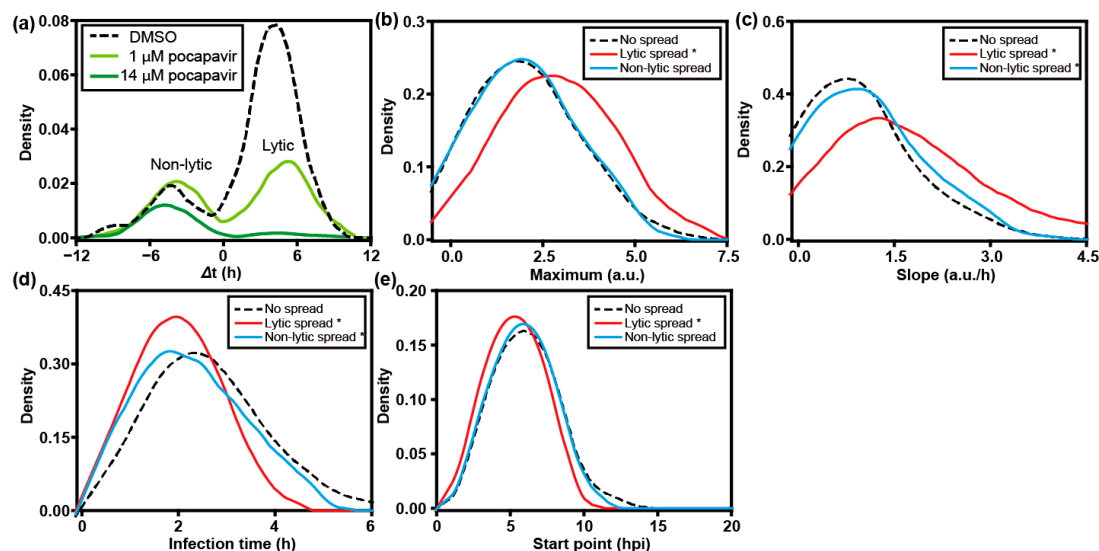 (a)
0.08
0.06
0.04
0.02
0.00
Density
DMSO
1 µM pocapavir
14 µM pocapavir
Non-lytic
Lytic
−12
−6
0
6
12
Δt (h)
(b)
0.3
0.2
0.1
0.0
Density
No spread
Lytic spread *
Non-lytic spread
0.0
2.5
5.0
7.5
Maximum (a.u.)
(c)
0.6
0.4
0.2
0.0
Density
No spread
Lytic spread *
Non-lytic spread *
0.0
1.5
3.0
4.5
Slope (a.u./h)
(d)
0.45
0.30
0.15
0.00
Density
No spread
Lytic spread *
Non-lytic spread *
0
2
4
6
Infection time (h)
(e)
0.20
0.15
0.10
0.05
0.00
Density
No spread
Lytic spread *
Non-lytic spread
0
5
10
15
20
Start point (hpi)